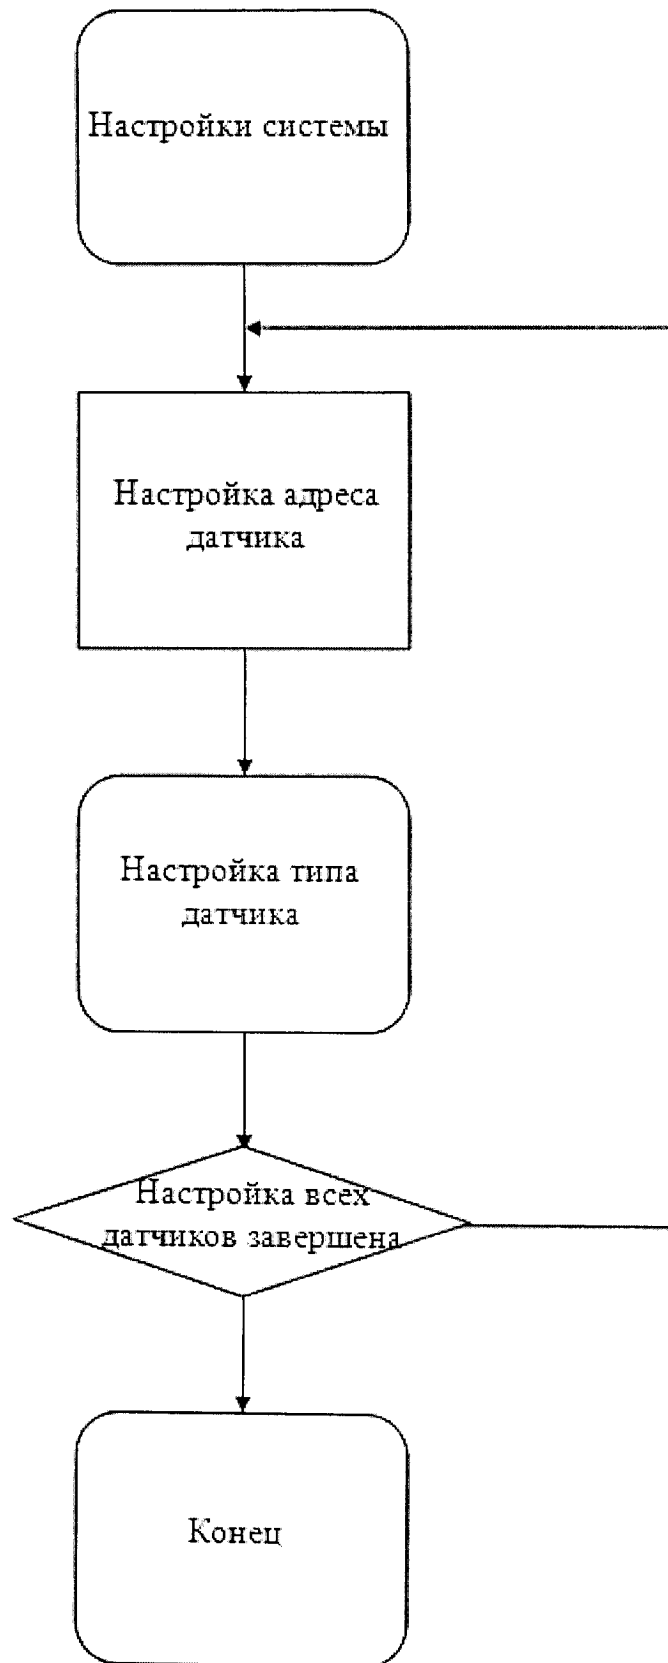 Настройки системы
Настройка адреса
датчика
Настройка типа
датчика
Настройка всех
датчиков завершена
Конец